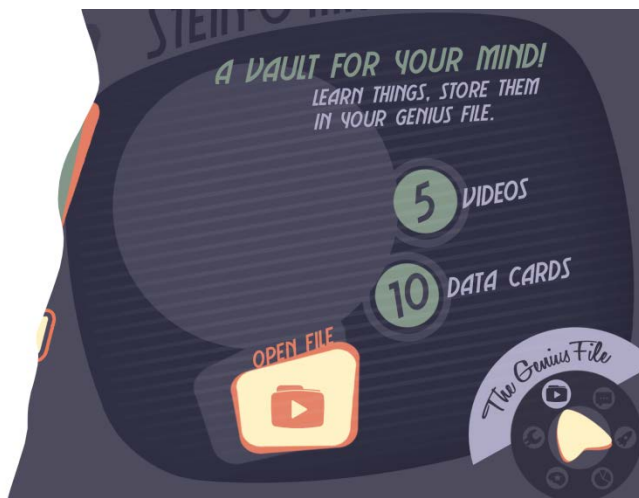 A VAULT FOR YOUR MIND!
LEARN THINGS, STORE THEM
IN YOUR GENIUS FILE.
5 VIDEOS
10 DATA CARDS
OPEN FILE
The Genius File